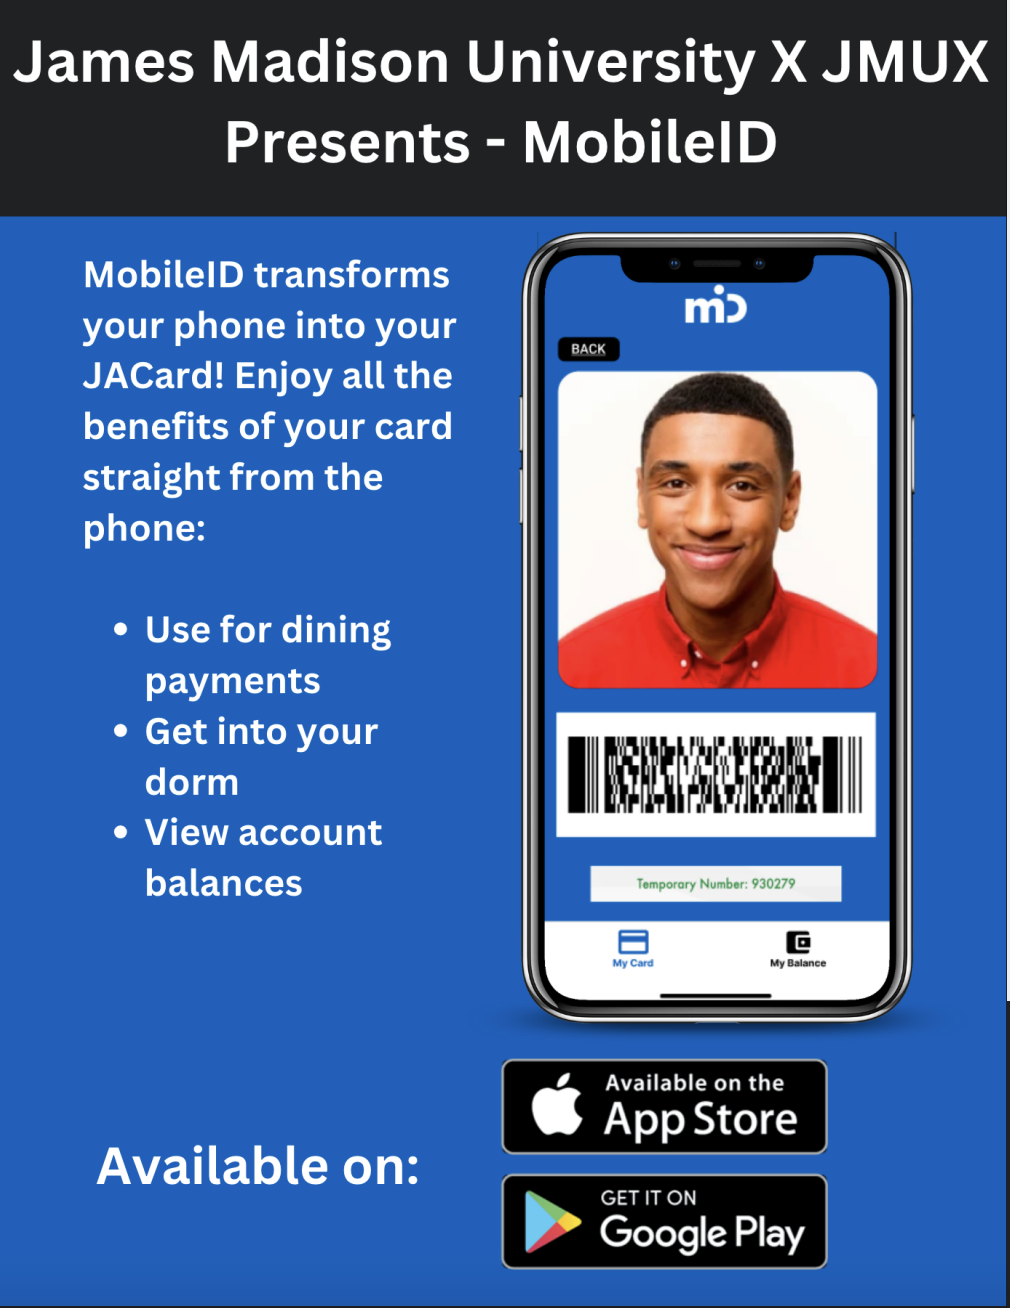 James Madison University X JMUX
Presents - MobileID
MobileID transforms
your phone into your
JACard! Enjoy all the
benefits of your card
straight from the
phone:
• Use for dining
payments
• Get into your
dorm
• View account
balances
mID
BACK
Temporary Number: 930279
My Card
My Balance
Available on:
Available on the
App Store
GET IT ON
Google Play